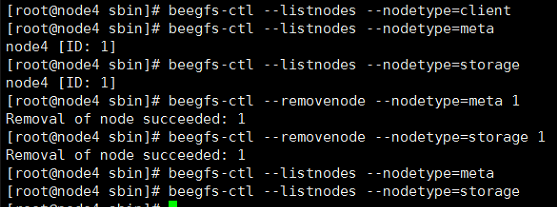 [root@node4 sbin]# beegfs-ctl --listnodes --nodetype=client
[root@node4 sbin]# beegfs-ctl --listnodes --nodetype=meta
node4 [ID: 1]
[root@node4 sbin]# beegfs-ctl --listnodes --nodetype=storage
node4 [ID: 1]
[root@node4 sbin]# beegfs-ctl --removenode --nodetype=meta 1
Removal of node succeeded: 1
[root@node4 sbin]# beegfs-ctl --removenode --nodetype=storage 1
Removal of node succeeded: 1
[root@node4 sbin]# beegfs-ctl --listnodes --nodetype=meta
[root@node4 sbin]# beegfs-ctl --listnodes --nodetype=storage
[root@node4 sbin]#